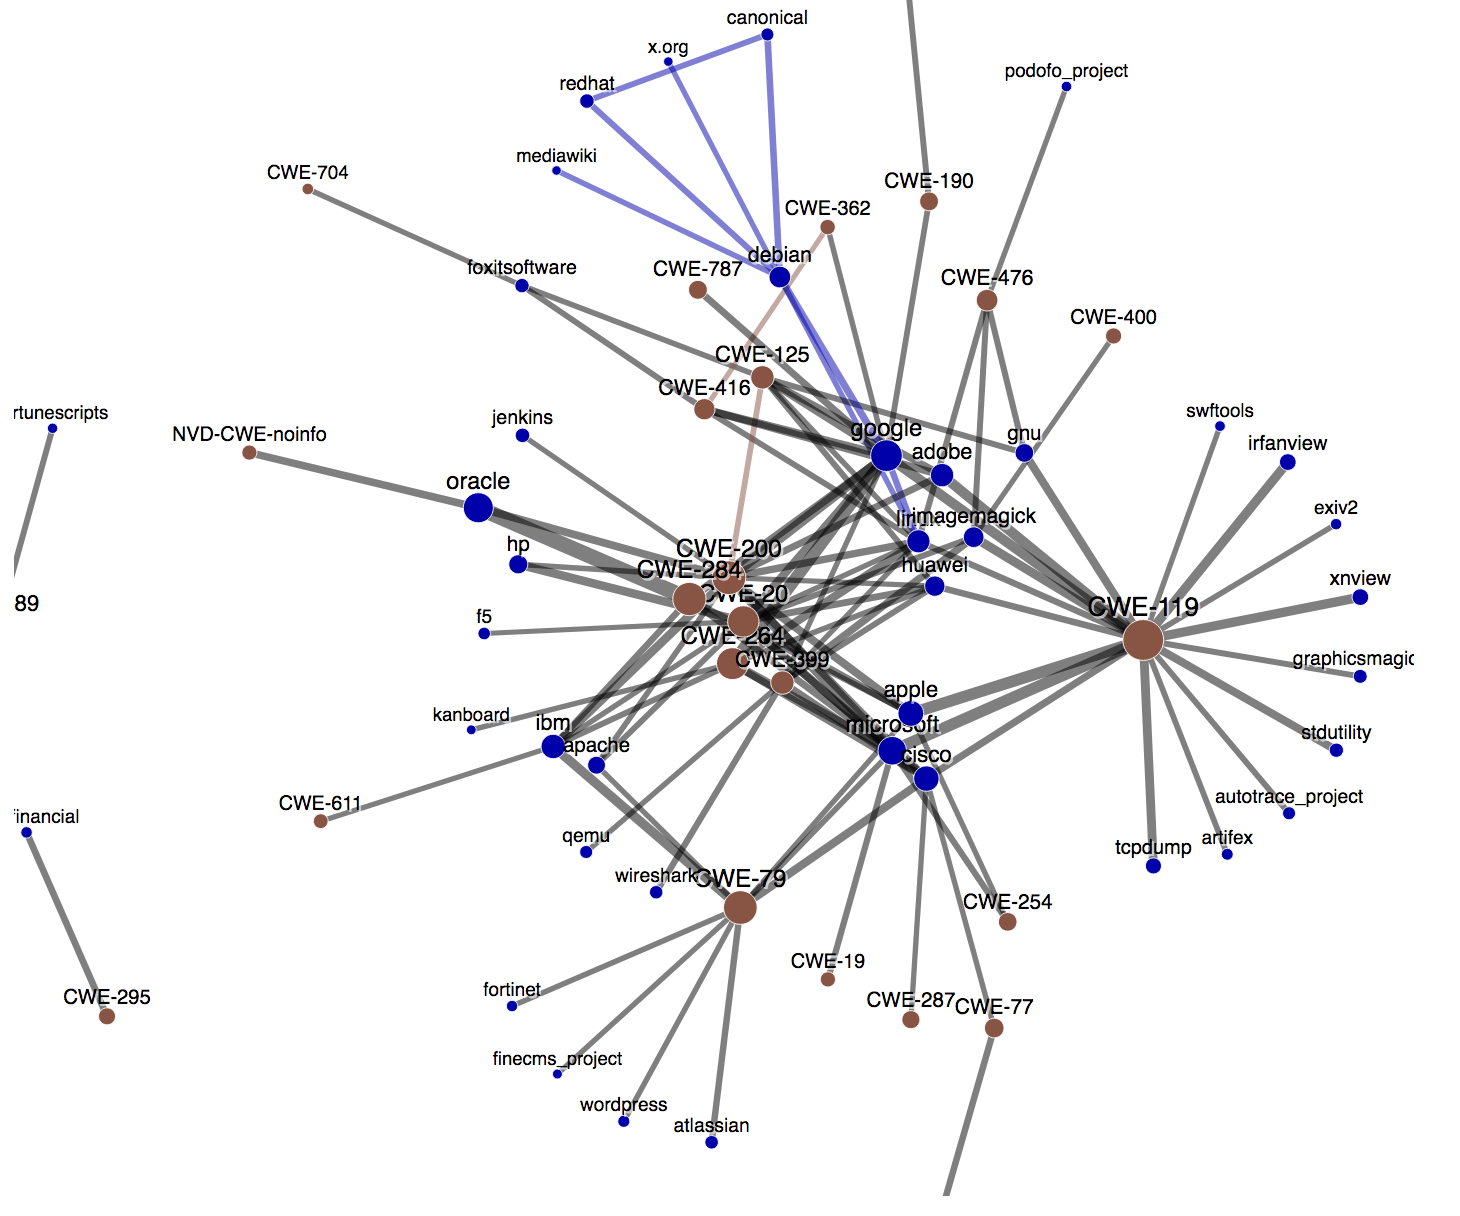 canonical
x.org
podofo_project
redhat
mediawiki
CWE-704
CWE-190
CWE-362
debian
foxitsoftware
CWE-787
CWE-476
CWE-400
CWE-125
CWE-416
rtunescripts
jenkins
swftools
NVD-CWE-noinfo
google
gnu
irfanview
adobe
oracle
exiv2
linux
imagemagick
hp
CWE-200
huawei
CWE-284
xnview
CWE-20
89
CWE-119
f5
CWE-264
CWE-399
graphicsmagic
apple
kanboard
ibm
microsoft
stdutility
apache
cisco
CWE-611
autotrace_project
financial
qemu
artifex
tcpdump
wireshark
CWE-79
CWE-254
CWE-19
fortinet
CWE-295
CWE-287
CWE-77
finecms_project
wordpress
atlassian